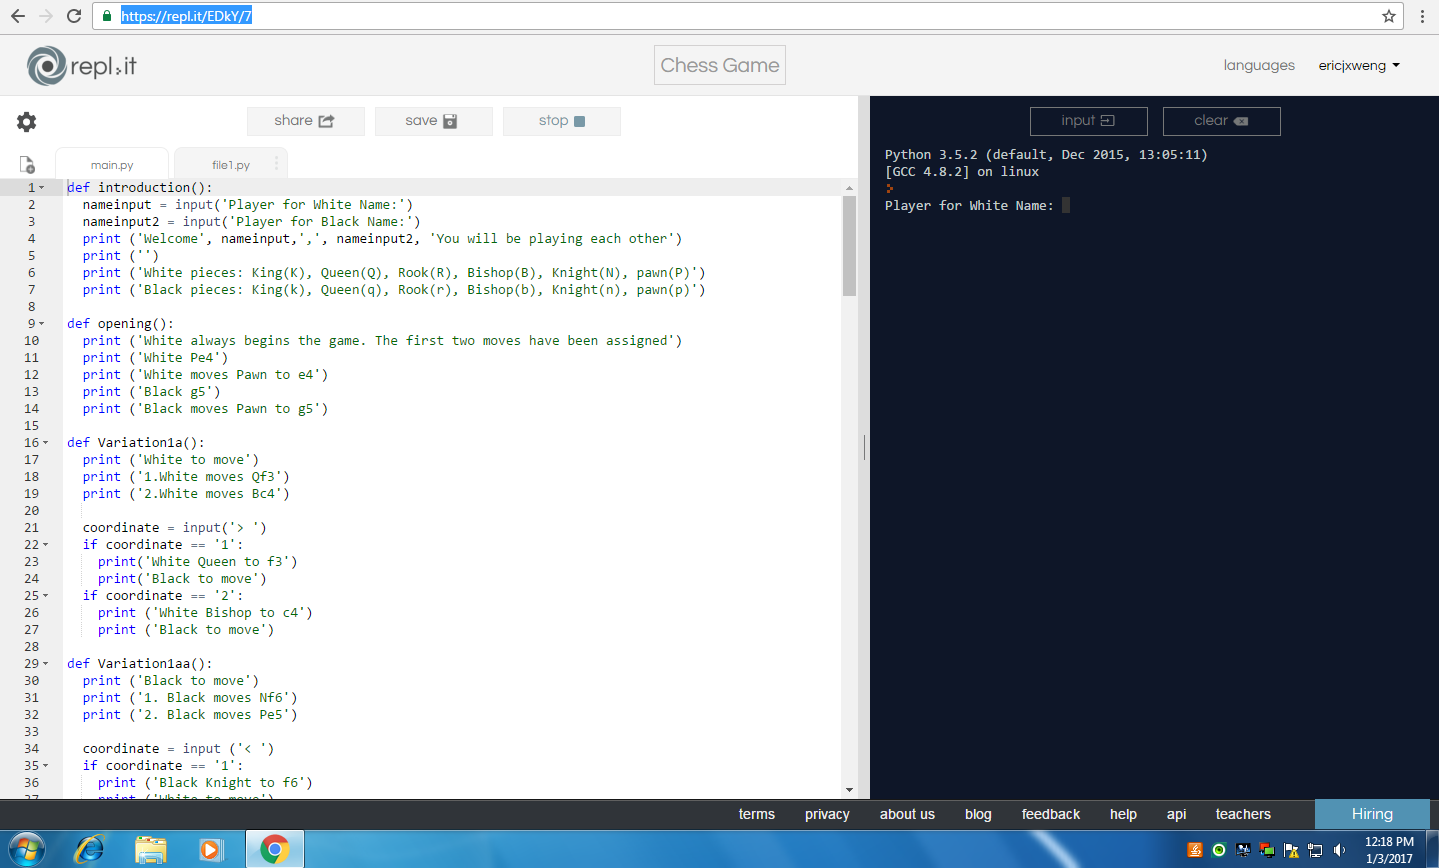 https://repl.it/EDkY/7
repl.it
Chess Game
languages
ericjxweng
share
save
stop
input
clear
main.py
file1.py
1 def introduction():
2   nameinput = input('Player for White Name:')
3   nameinput2 = input('Player for Black Name:')
4   print ('Welcome', nameinput,',', nameinput2, 'You will be playing each other')
5   print ('')
6   print ('White pieces: King(K), Queen(Q), Rook(R), Bishop(B), Knight(N), pawn(P)')
7   print ('Black pieces: King(k), Queen(q), Rook(r), Bishop(b), Knight(n), pawn(p)')
8
9 def opening():
10   print ('White always begins the game. The first two moves have been assigned')
11   print ('White Pe4')
12   print ('White moves Pawn to e4')
13   print ('Black g5')
14   print ('Black moves Pawn to g5')
15
16 def Variation1a():
17   print ('White to move')
18   print ('1.White moves Qf3')
19   print ('2.White moves Bc4')
20
21   coordinate = input('> ')
22   if coordinate == '1':
23     print('White Queen to f3')
24     print('Black to move')
25   if coordinate == '2':
26     print ('White Bishop to c4')
27     print ('Black to move')
28
29 def Variation1aa():
30   print ('Black to move')
31   print ('1. Black moves Nf6')
32   print ('2. Black moves Pe5')
33
34   coordinate = input ('< ')
35   if coordinate == '1':
36     print ('Black Knight to f6')
37     print ('White to move')
Python 3.5.2 (default, Dec 2015, 13:05:11)
[GCC 4.8.2] on linux
Player for White Name:
terms
privacy
about us
blog
feedback
help
api
teachers
Hiring
12:18 PM
1/3/2017